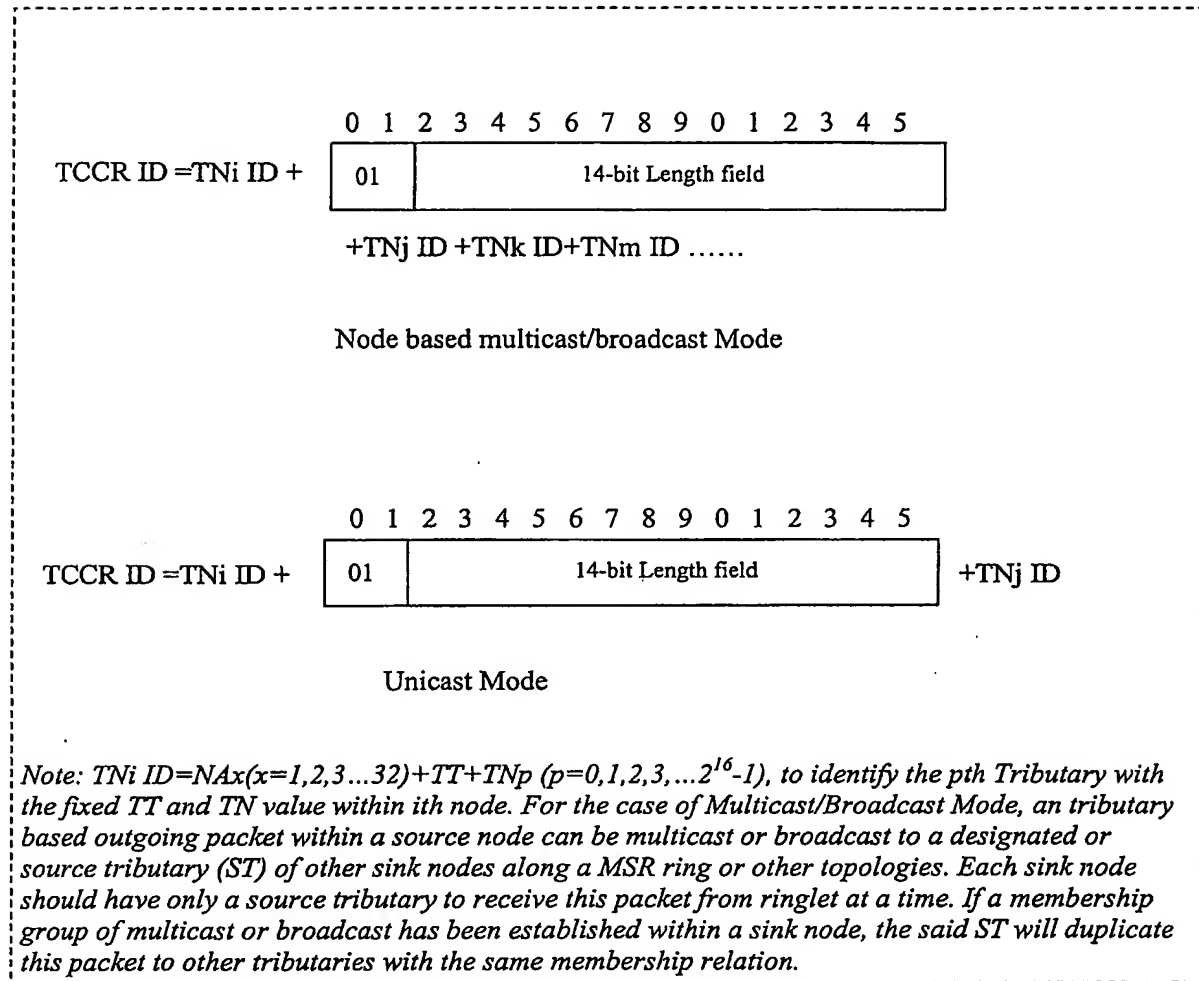 0 1 2 3 4 5 6 7 8 9 0 1 2 3 4 5
TCCR ID =TNi ID + 01 14-bit Length field
+TNj ID +TNk ID+TNm ID ......
Node based multicast/broadcast Mode
0 1 2 3 4 5 6 7 8 9 0 1 2 3 4 5
TCCR ID =TNi ID + 01 14-bit Length field +TNj ID
Unicast Mode
Note: TNi ID=NAx(x=1,2,3...32)+TT+TNp (p=0,1,2,3,...2^16-1), to identify the pth Tributary with
the fixed TT and TN value within ith node. For the case of Multicast/Broadcast Mode, an tributary
based outgoing packet within a source node can be multicast or broadcast to a designated or
source tributary (ST) of other sink nodes along a MSR ring or other topologies. Each sink node
should have only a source tributary to receive this packet from ringlet at a time. If a membership
group of multicast or broadcast has been established within a sink node, the said ST will duplicate
this packet to other tributaries with the same membership relation.